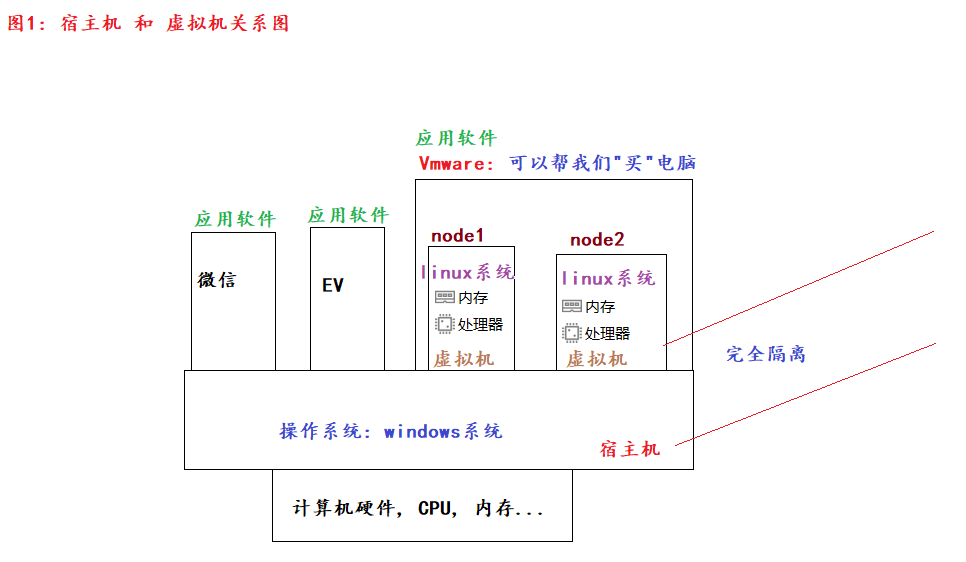 图1: 宿主机 和 虚拟机关系图
应用软件
Vmware: 可以帮我们"买"电脑
应用软件
应用软件
node1
node2
微信
EV
linux系统
内存
处理器
虚拟机
linux系统
内存
处理器
虚拟机
完全隔离
操作系统: windows系统
宿主机
计算机硬件, CPU, 内存...